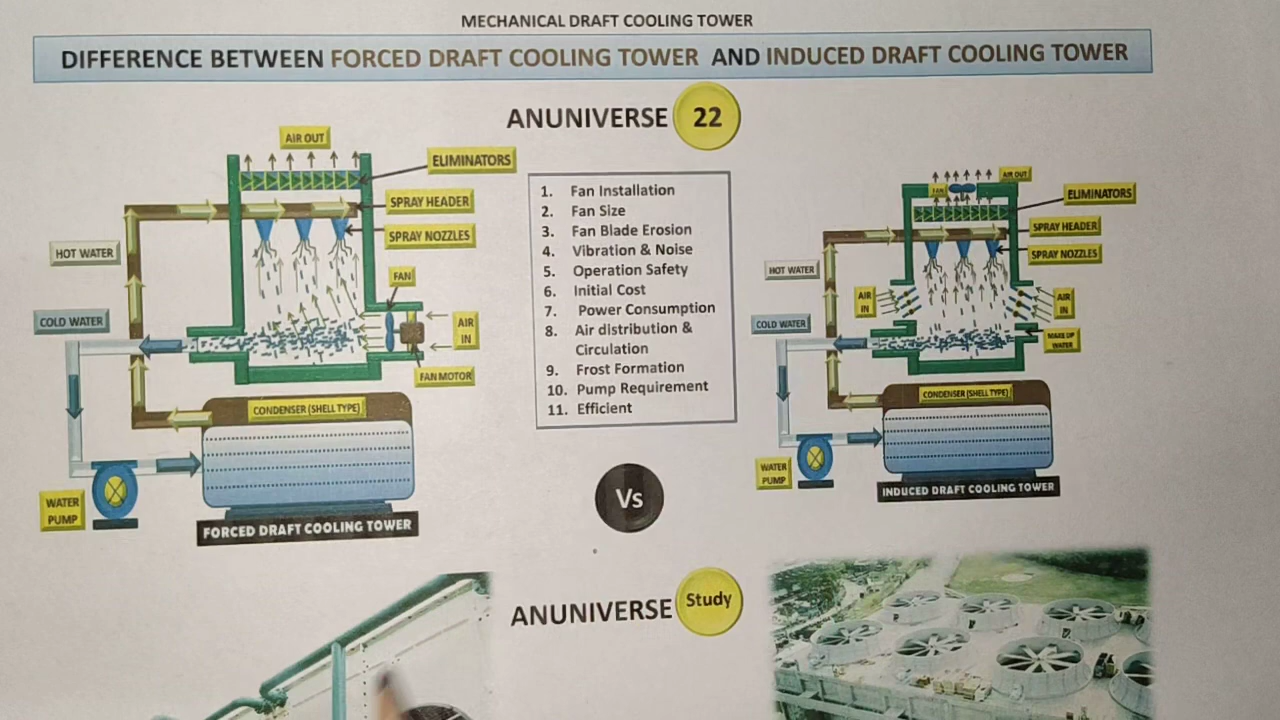 MECHANICAL DRAFT COOLING TOWER
DIFFERENCE BETWEEN FORCED DRAFT COOLING TOWER AND INDUCED DRAFT COOLING TOWER
ANUNIVERSE 22
AIR OUT
ELIMINATORS
SPRAY HEADER
SPRAY NOZZLES
HOT WATER
FAN
COLD WATER
AIR
IN
FAN MOTOR
CONDENSER (SHELL TYPE)
WATER
PUMP
FORCED DRAFT COOLING TOWER
1. Fan Installation
2. Fan Size
3. Fan Blade Erosion
4. Vibration & Noise
5. Operation Safety
6. Initial Cost
7. Power Consumption
8. Air distribution &
Circulation
9. Frost Formation
10. Pump Requirement
11. Efficient
Vs
AIR OUT
FAN
ELIMINATORS
SPRAY HEADER
SPRAY NOZZLES
HOT WATER
AIR
IN
AIR
IN
COLD WATER
MAKE UP
WATER
CONDENSER (SHELL TYPE)
WATER
PUMP
INDUCED DRAFT COOLING TOWER
ANUNIVERSE Study